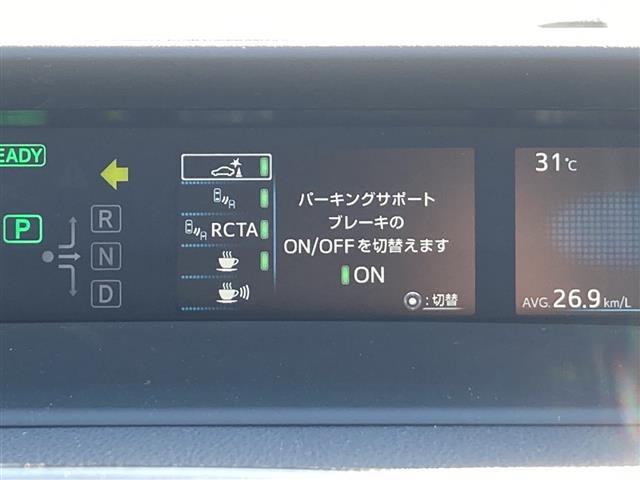 EADY
P
R
N
D
RCTA
パーキングサポート
ブレーキの
ON/OFFを切替えます
ON
:切替
31℃
AVG. 26.9 km/L